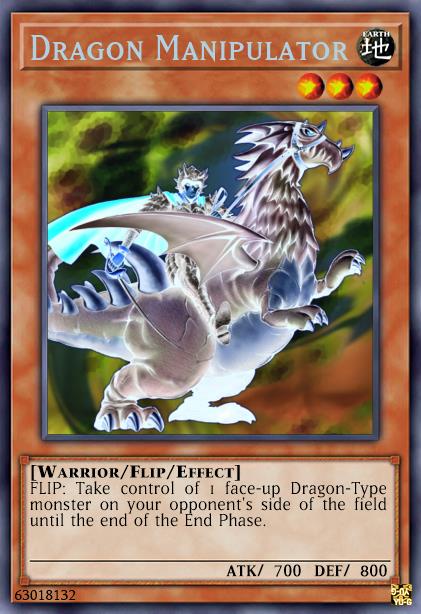 DRAGON MANIPULATOR
EARTH
地
[WARRIOR/FLIP/EFFECT]
FLIP: Take control of 1 face-up Dragon-Type
monster on your opponent's side of the field
until the end of the End Phase.
ATK/ 700 DEF/ 800
63018132